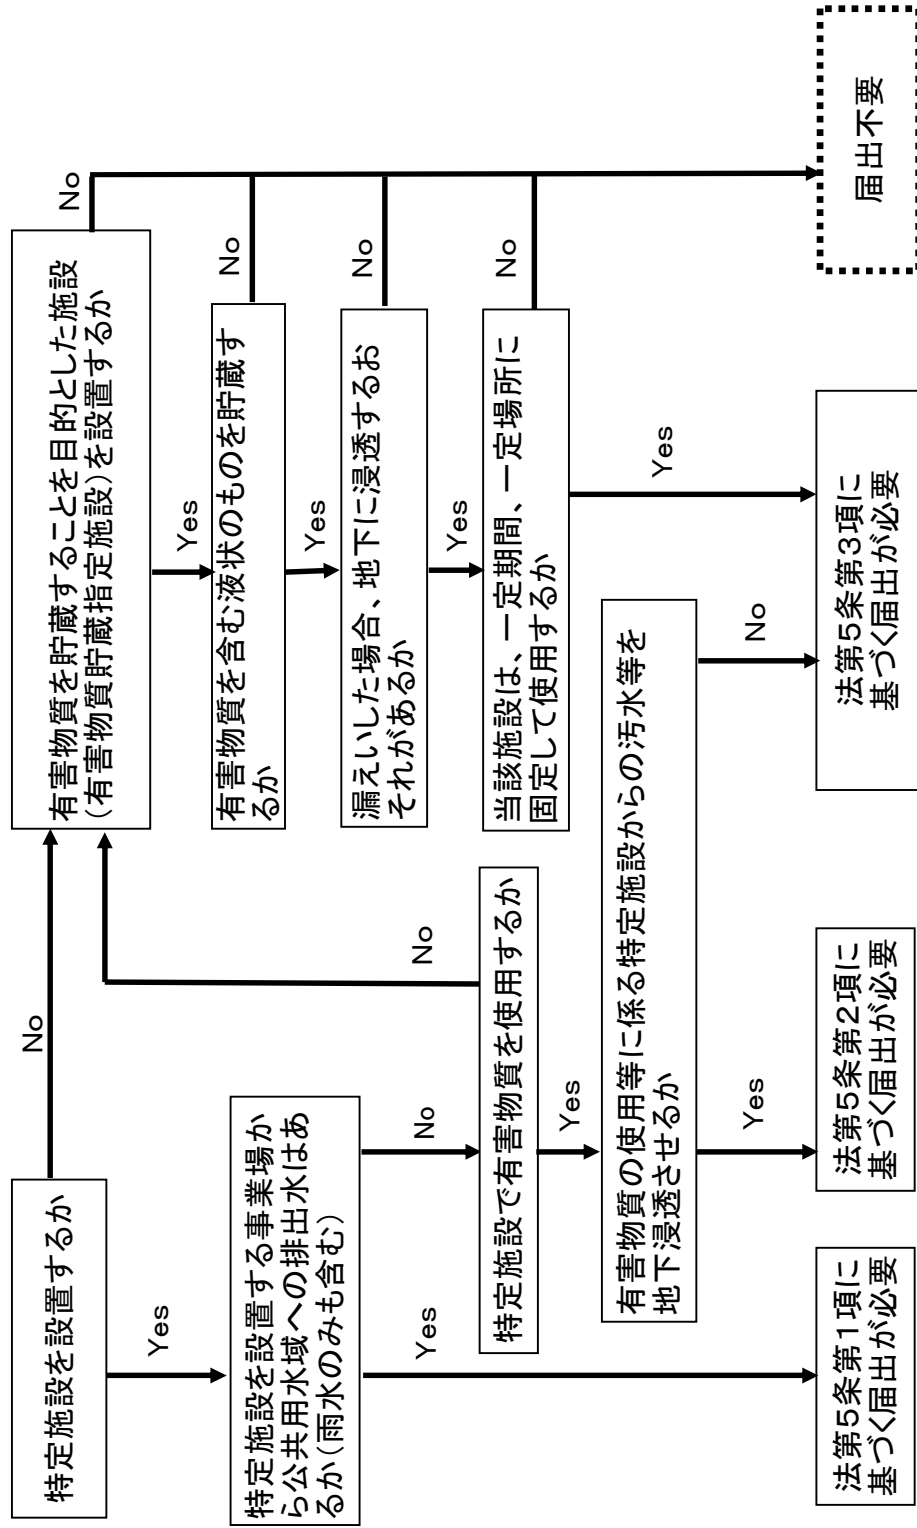 特定施設を設置するか
No
Yes
特定施設を設置する事業場か
ら公共用水域への排出水はあ
るか(雨水のみも含む)
No
Yes
特定施設で有害物質を使用するか
No
Yes
有害物質の使用等に係る特定施設からの汚水等を
地下浸透させるか
Yes
No
有害物質を貯蔵することを目的とした施設
(有害物質貯蔵指定施設)を設置するか
No
Yes
有害物質を含む液状のものを貯蔵す
るか
No
Yes
漏えいした場合、地下に浸透するお
それがあるか
No
Yes
当該施設は、一定期間、一定場所に
固定して使用するか
No
Yes
法第5条第1項に
基づく届出が必要
法第5条第2項に
基づく届出が必要
法第5条第3項に
基づく届出が必要
届出不要